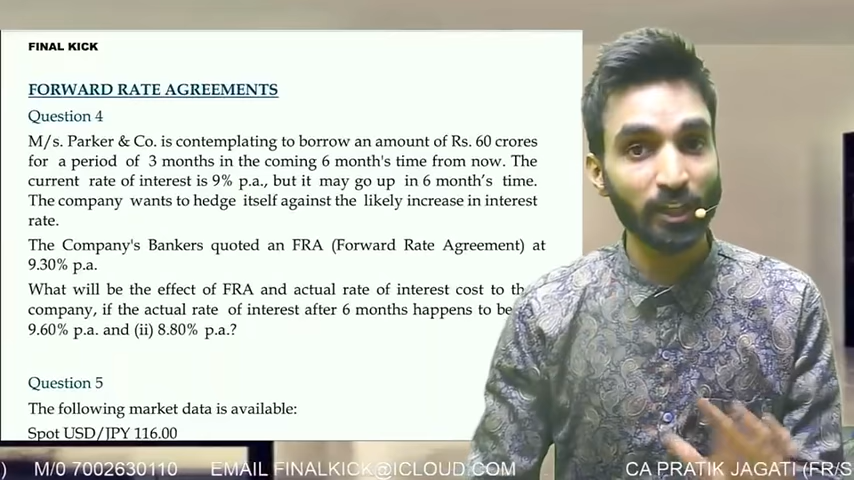 FINAL KICK
FORWARD RATE AGREEMENTS
Question 4
M/s. Parker & Co. is contemplating to borrow an amount of Rs. 60 crores
for a period of 3 months in the coming 6 month's time from now. The
current rate of interest is 9% p.a., but it may go up in 6 month's time.
The company wants to hedge itself against the likely increase in interest
rate.
The Company's Bankers quoted an FRA (Forward Rate Agreement) at
9.30% p.a.
What will be the effect of FRA and actual rate of interest cost to
company, if the actual rate of interest after 6 months happens to be
9.60% p.a. and (ii) 8.80% p.a.?
Question 5
The following market data is available:
Spot USD/JPY 116.00
) M/0 7002630110 EMAIL FINALKICK@ICLOUD.COM CA PRATIK JAGATI (FR/S